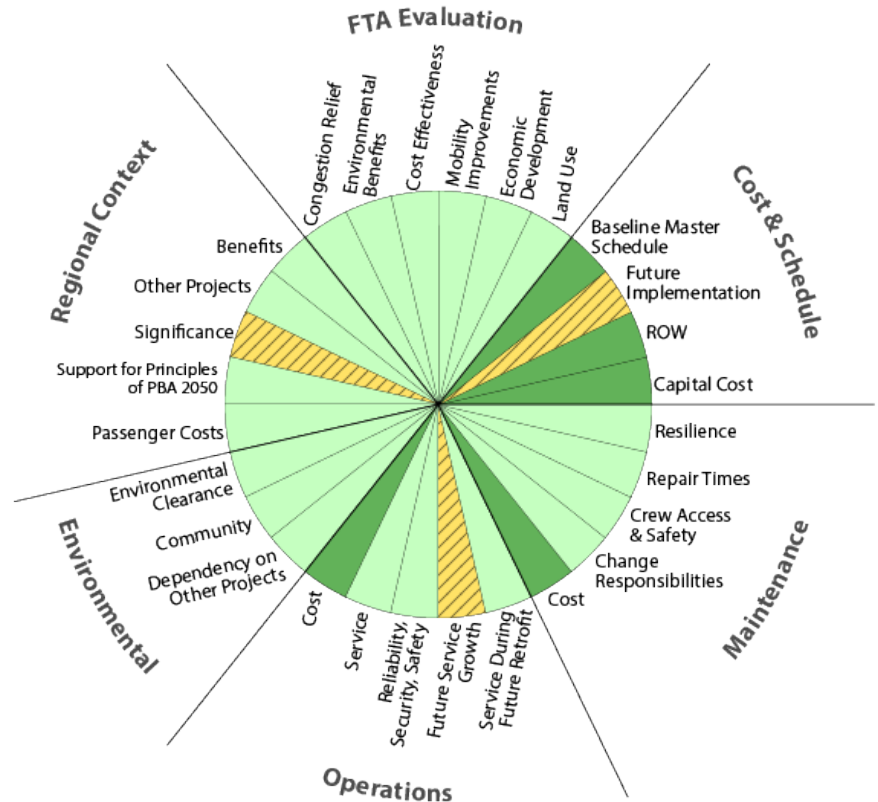 FTA Evaluation
Congestion Relief
Environmental
Benefits
Cost Effectiveness
Mobility
Improvements
Economic
Development
Land Use
Cost & Schedule
Baseline Master
Schedule
Future
Implementation
ROW
Capital Cost
Maintenance
Resilience
Repair Times
Crew Access
& Safety
Change
Responsibilities
Cost
Operations
Service During
Future Retrofit
Future Service
Growth
Reliability,
Security, Safety
Service
Cost
Environmental
Dependency on
Other Projects
Community
Environmental
Clearance
Regional Context
Passenger Costs
Support for Principles
of PBA 2050
Significance
Other Projects
Benefits